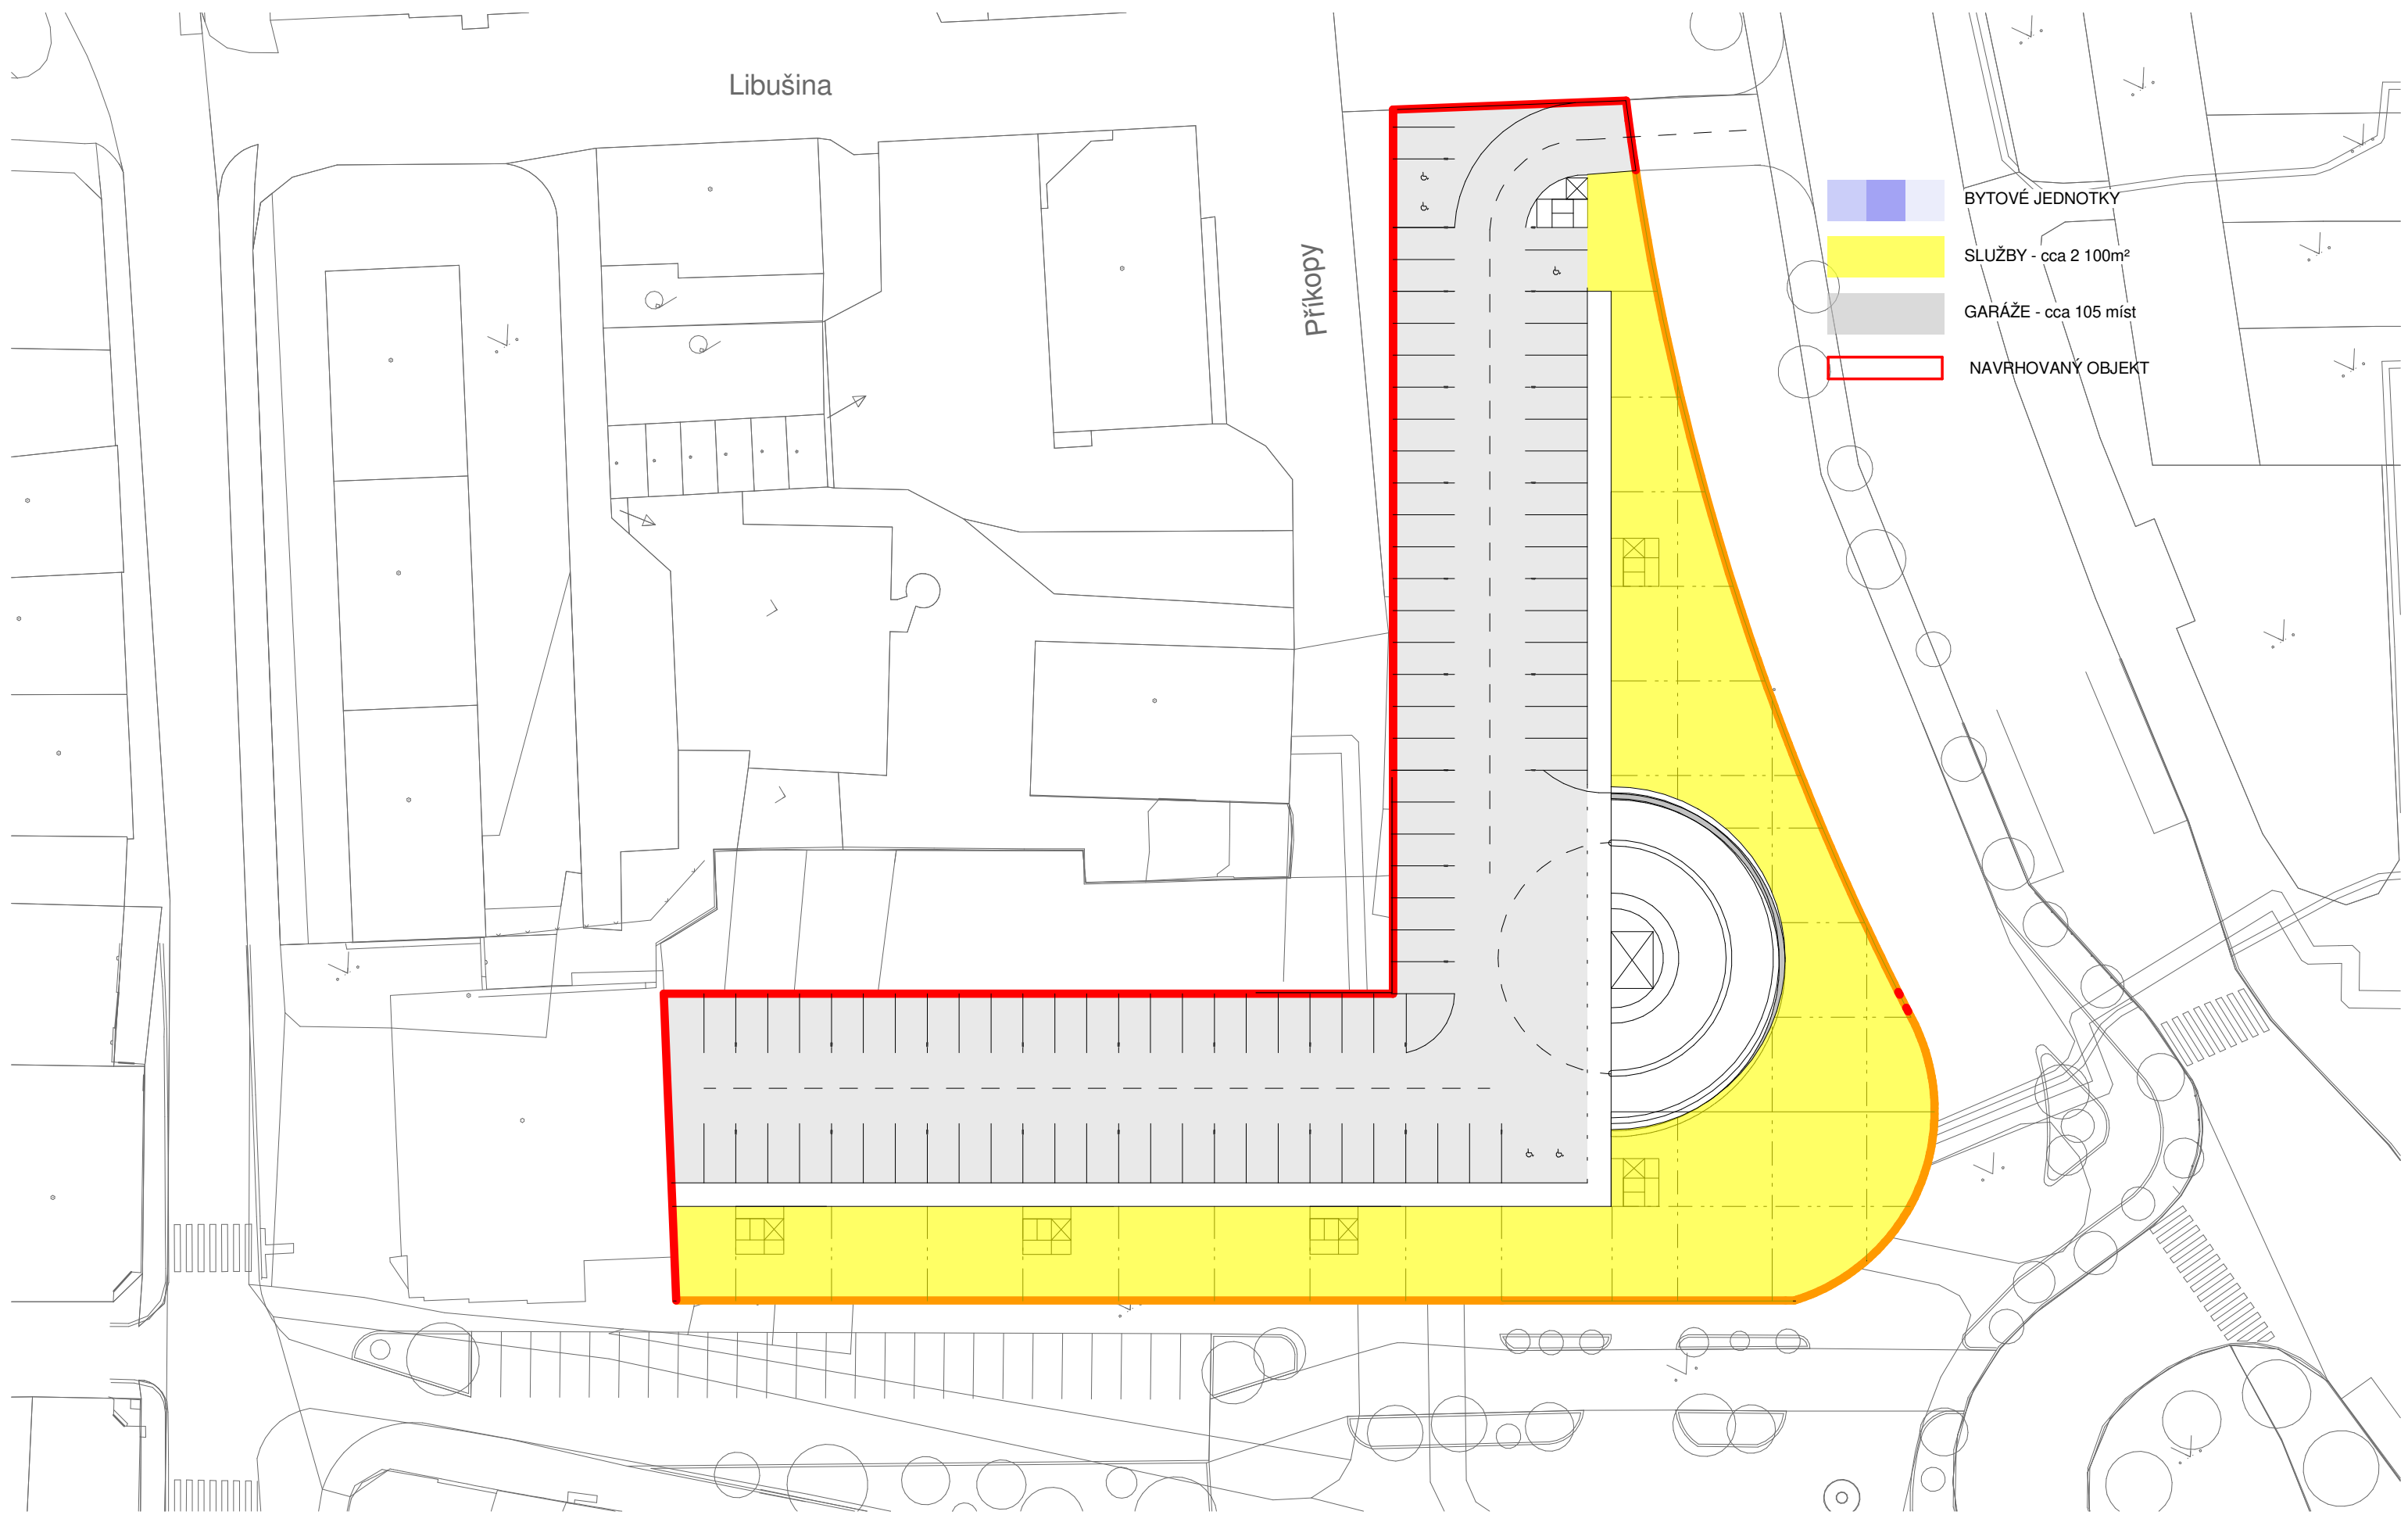 Libušina
Příkopy
BYTOVÉ JEDNOTKY
SLUŽBY - cca 2 100m²
GARÁŽE - cca 105 míst
NAVRHOVANÝ OBJEKT